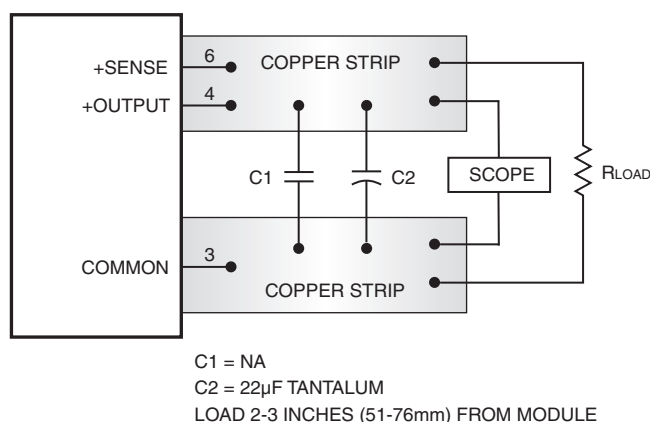 +SENSE
6
COPPER STRIP
+OUTPUT
4
C1
C2
SCOPE
RLOAD
COMMON
3
COPPER STRIP
C1 = NA
C2 = 22µF TANTALUM
LOAD 2-3 INCHES (51-76mm) FROM MODULE